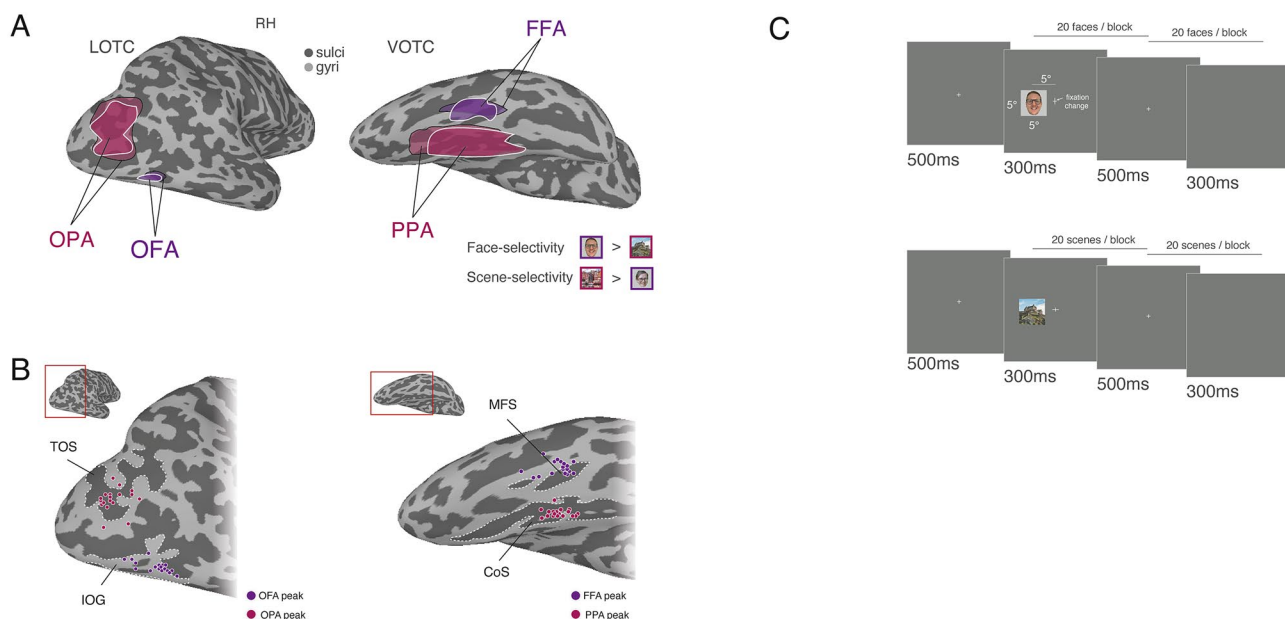 A
RH
LOTC
sulci
gyri
VOTC
FFA
OPA
OFA
PPA
Face-selectivity >
Scene-selectivity >
B
TOS
IOG
OFA peak
OPA peak
MFS
CoS
FFA peak
PPA peak
C
20 faces / block
20 faces / block
5°
5°
5°
fixation
change
500ms
300ms
500ms
300ms
20 scenes / block
20 scenes / block
500ms
300ms
500ms
300ms